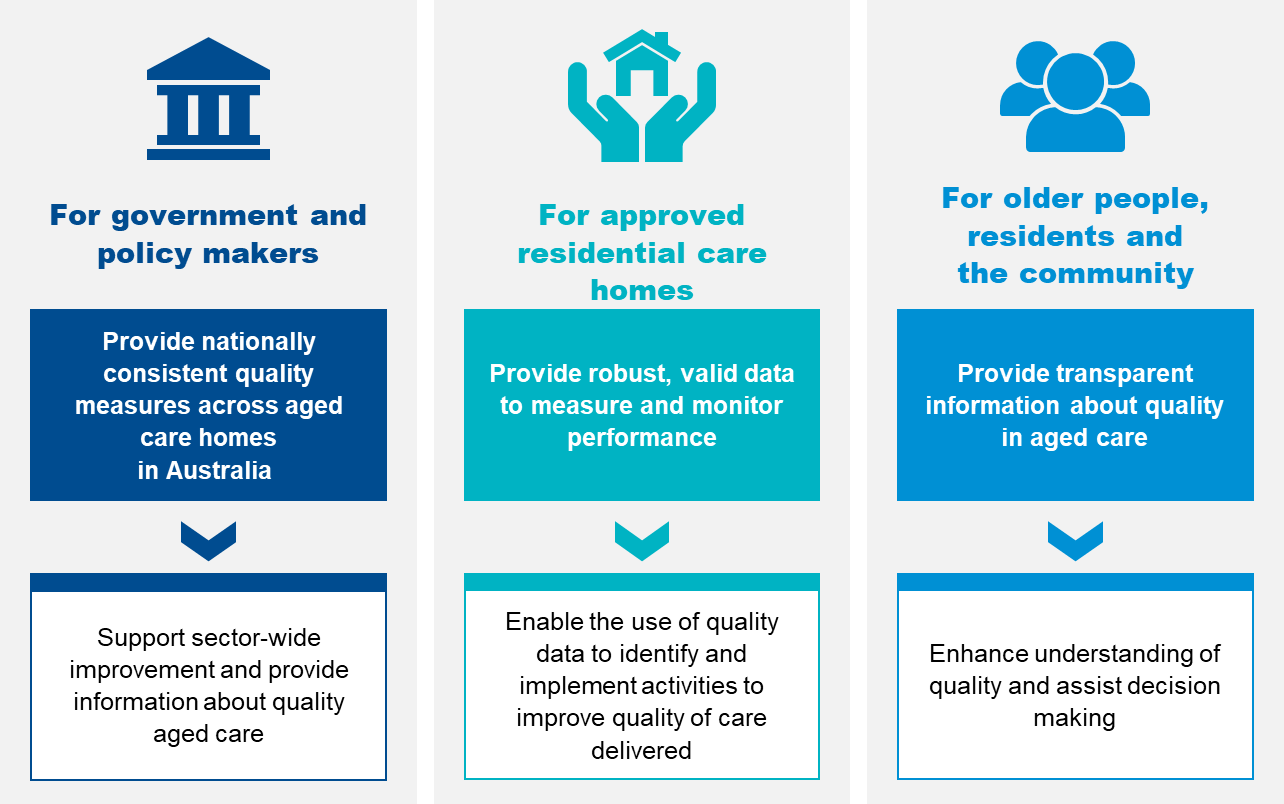 For government and
policy makers
Provide nationally
consistent quality
measures across aged
care homes
in Australia
Support sector-wide
improvement and provide
information about quality
aged care
For approved
residential care
homes
Provide robust, valid data
to measure and monitor
performance
Enable the use of quality
data to identify and
implement activities to
improve quality of care
delivered
For older people,
residents and
the community
Provide transparent
information about quality
in aged care
Enhance understanding of
quality and assist decision
making